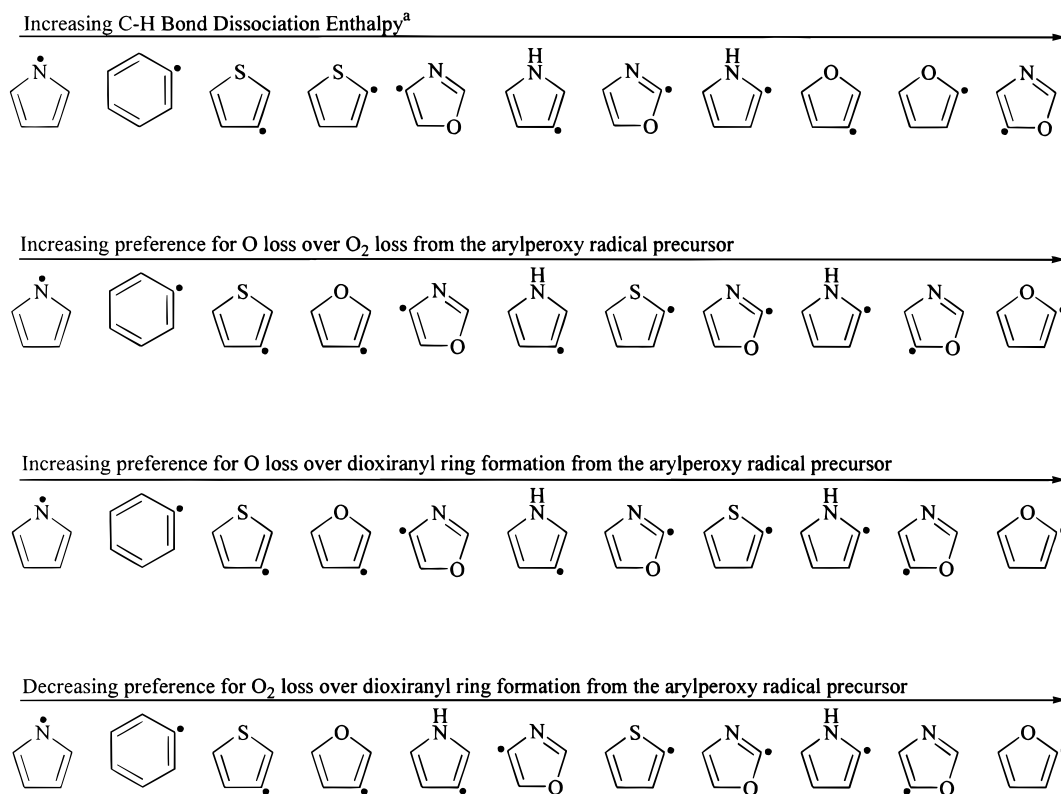 Increasing C-H Bond Dissociation Enthalpyᵃ
N S S N O H N N O H N O O N O
Increasing preference for O loss over O₂ loss from the arylperoxy radical precursor
N S O N O H N S N O H N N O O
Increasing preference for O loss over dioxiranyl ring formation from the arylperoxy radical precursor
N S O N O H N N O S H N N O O
Decreasing preference for O₂ loss over dioxiranyl ring formation from the arylperoxy radical precursor
N S O H N N O S N O H N N O O